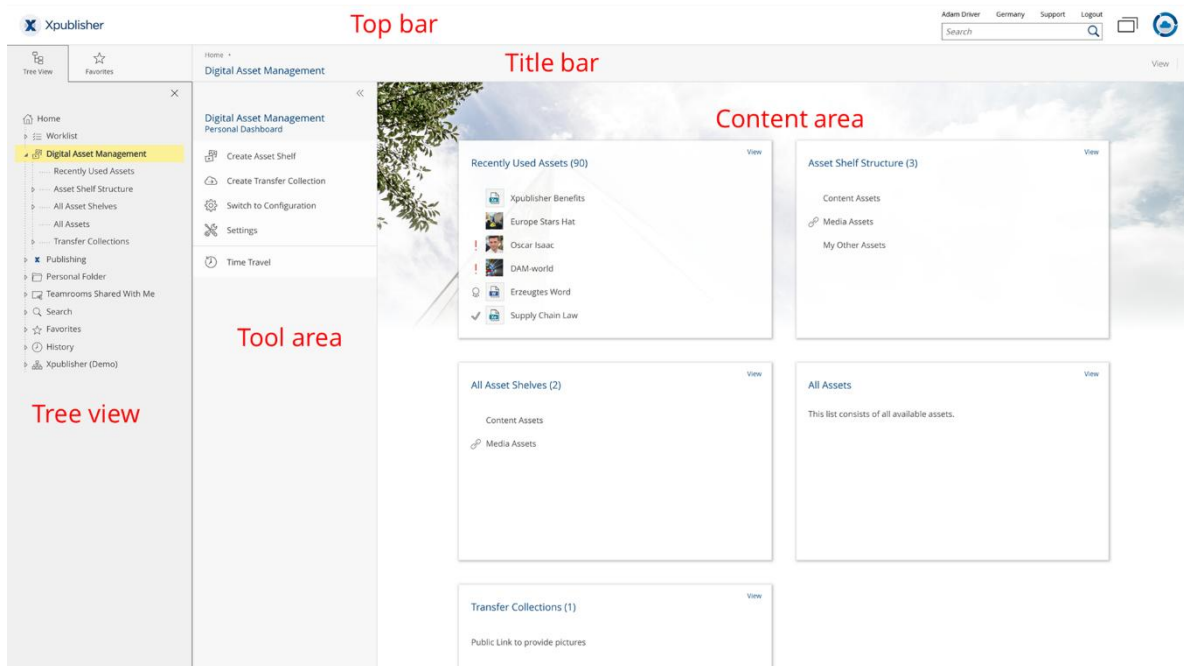 Xpublisher
Top bar
Adam Driver Germany Support Logout
Search
Tree View Favorites
Home
Digital Asset Management
Title bar
View
Home
Worklist
Digital Asset Management
Recently Used Assets
Asset Shelf Structure
All Asset Shelves
All Assets
Transfer Collections
Publishing
Personal Folder
Teamrooms Shared With Me
Search
Favorites
History
Xpublisher (Demo)
Tree view
Digital Asset Management
Personal Dashboard
Create Asset Shelf
Create Transfer Collection
Switch to Configuration
Settings
Time Travel
Tool area
Content area
Recently Used Assets (90)
View
Xpublisher Benefits
Europe Stars Hat
Oscar Isaac
DAM-world
Erzeugtes Word
Supply Chain Law
Asset Shelf Structure (3)
View
Content Assets
Media Assets
My Other Assets
All Asset Shelves (2)
View
Content Assets
Media Assets
All Assets
View
This list consists of all available assets.
Transfer Collections (1)
View
Public Link to provide pictures